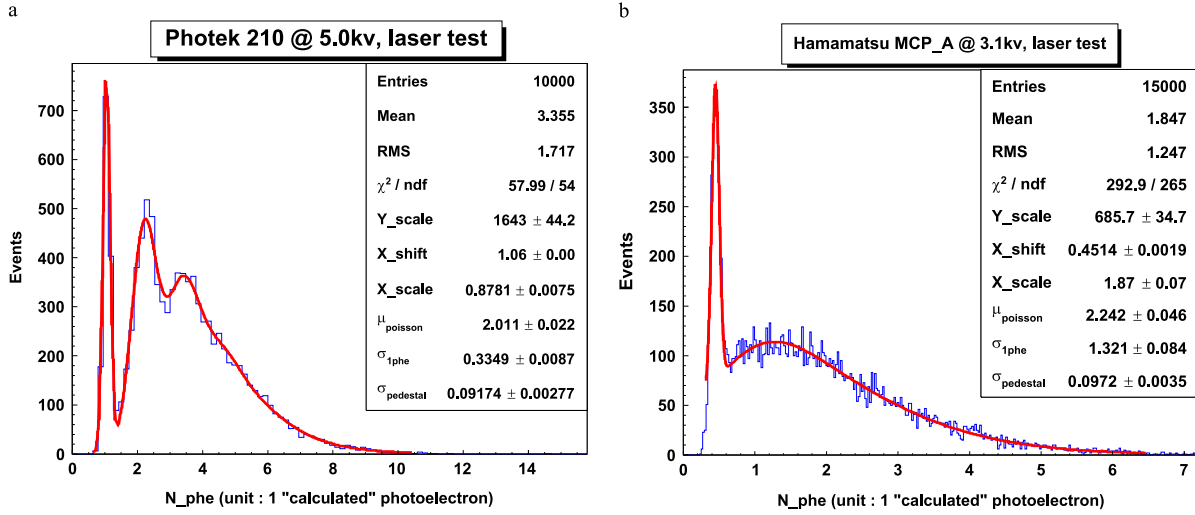 a
Photek 210 @ 5.0kv, laser test
Entries 10000
Mean 3.355
RMS 1.717
χ² / ndf 57.99 / 54
Y_scale 1643 ± 44.2
X_shift 1.06 ± 0.00
X_scale 0.8781 ± 0.0075
μpoisson 2.011 ± 0.022
σ1phe 0.3349 ± 0.0087
σpedestal 0.09174 ± 0.00277
Events
700
600
500
400
300
200
100
0
0 2 4 6 8 10 12 14
N_phe (unit : 1 "calculated" photoelectron)
b
Hamamatsu MCP_A @ 3.1kv, laser test
Entries 15000
Mean 1.847
RMS 1.247
χ² / ndf 292.9 / 265
Y_scale 685.7 ± 34.7
X_shift 0.4514 ± 0.0019
X_scale 1.87 ± 0.07
μpoisson 2.242 ± 0.046
σ1phe 1.321 ± 0.084
σpedestal 0.0972 ± 0.0035
Events
350
300
250
200
150
100
50
0
0 1 2 3 4 5 6 7
N_phe (unit : 1 "calculated" photoelectron)